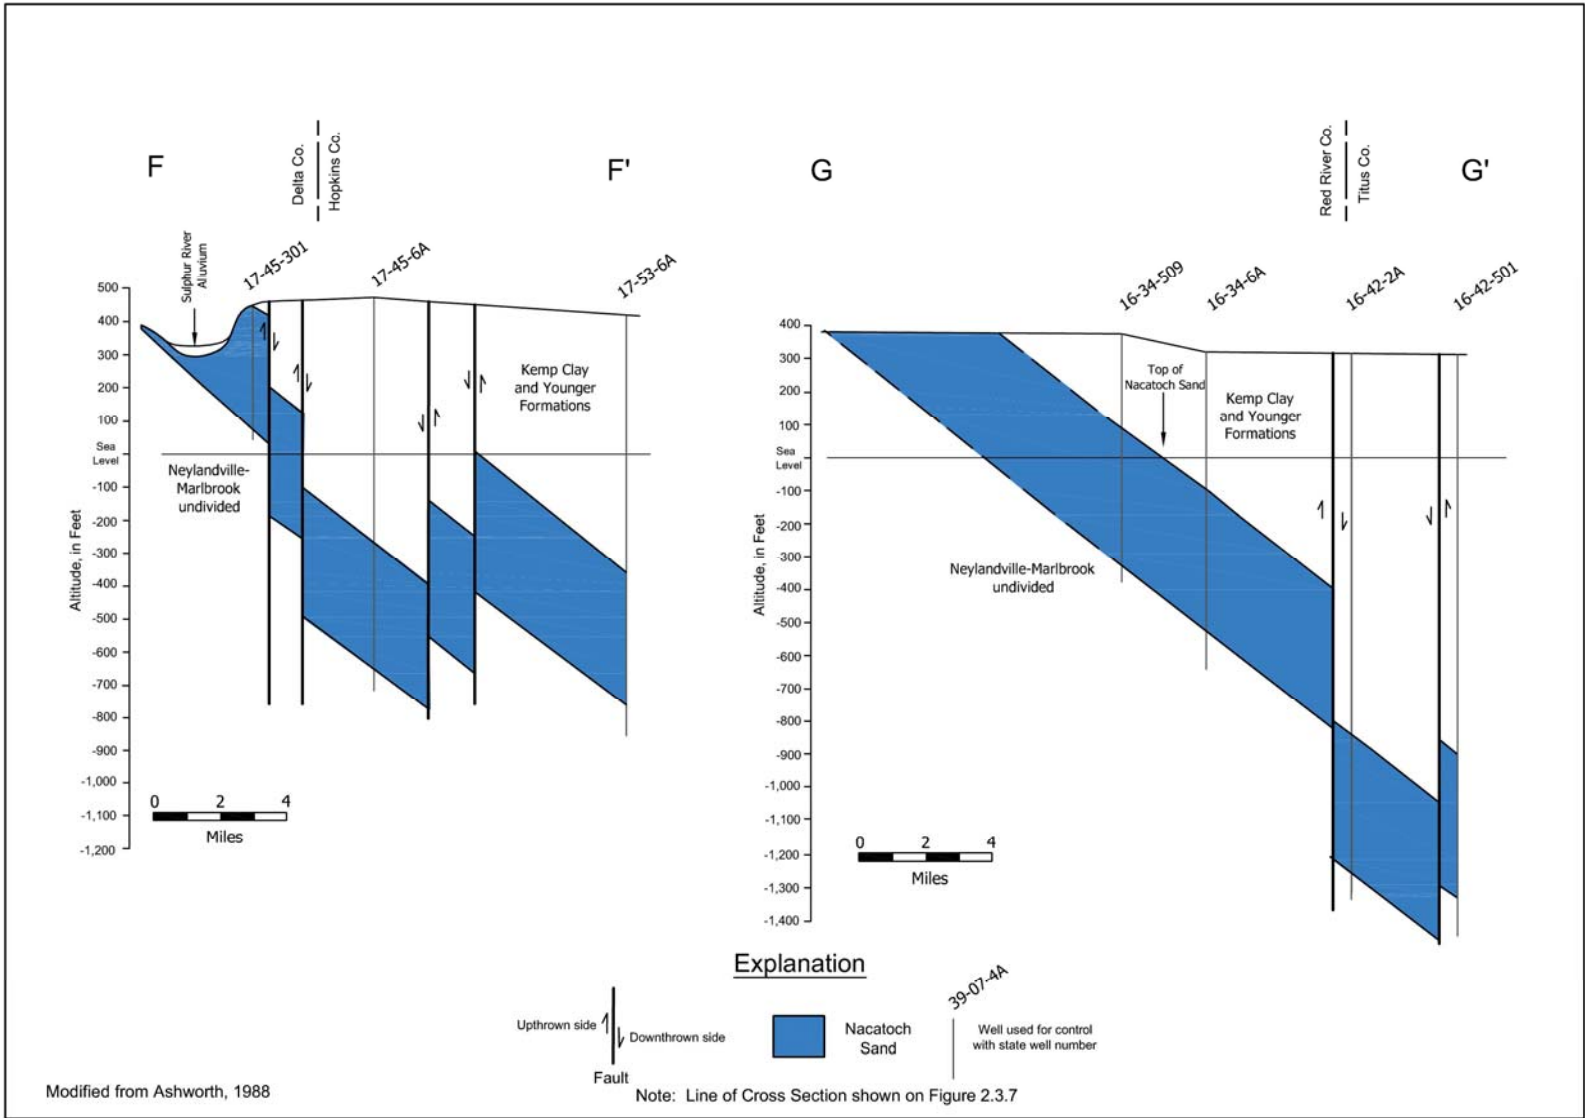 F
Delta Co.
Hopkins Co.
F'
G
Red River Co.
Titus Co.
G'
Sulphur River
Alluvium
17-45-301
17-45-6A
17-53-6A
16-34-509
16-34-6A
16-42-2A
16-42-501
500
400
300
200
100
Sea
Level
-100
-200
-300
-400
-500
-600
-700
-800
-900
-1,000
-1,100
-1,200
Altitude, in Feet
Kemp Clay
and Younger
Formations
Neylandville-
Marlbrook
undivided
0 2 4
Miles
400
300
200
100
Sea
Level
-100
-200
-300
-400
-500
-600
-700
-800
-900
-1,000
-1,100
-1,200
-1,300
-1,400
Altitude, in Feet
Top of
Nacatoch Sand
Kemp Clay
and Younger
Formations
Neylandville-Marlbrook
undivided
0 2 4
Miles
Explanation
Upthrown side
Downthrown side
Fault
Nacatoch
Sand
39-07-4A
Well used for control
with state well number
Modified from Ashworth, 1988
Note: Line of Cross Section shown on Figure 2.3.7